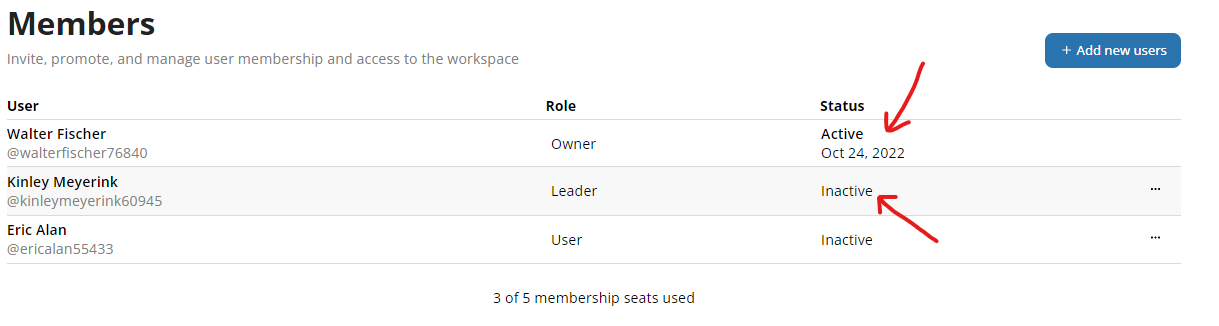 Members
Invite, promote, and manage user membership and access to the workspace
+ Add new users
User Role Status
Walter Fischer
@walterfischer76840
Owner
Active
Oct 24, 2022
Kinley Meyerink
@kinleymeyerink60945
Leader
Inactive
...
Eric Alan
@ericalan55433
User
Inactive
...
3 of 5 membership seats used